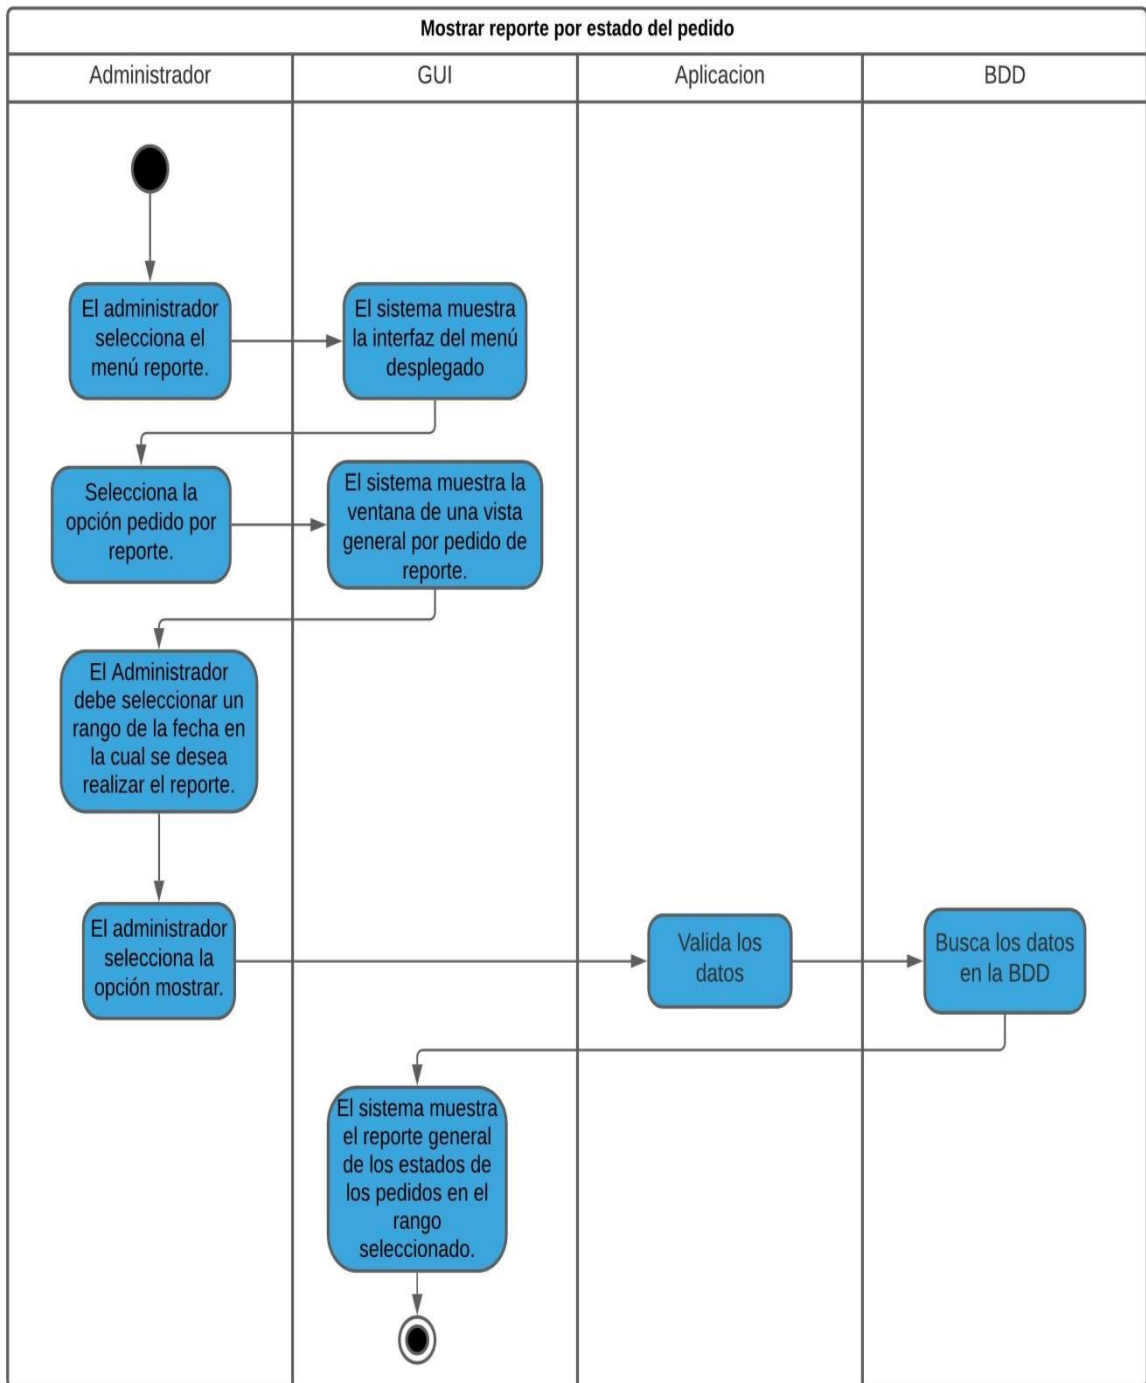 Mostrar reporte por estado del pedido
Administrador
GUI
Aplicacion
BDD
El administrador
selecciona el
menú reporte.
El sistema muestra
la interfaz del menú
desplegado
Selecciona la
opción pedido por
reporte.
El sistema muestra la
ventana de una vista
general por pedido de
reporte.
El Administrador
debe seleccionar un
rango de la fecha en
la cual se desea
realizar el reporte.
El administrador
selecciona la
opción mostrar.
Valida los
datos
Busca los datos
en la BDD
El sistema muestra
el reporte general
de los estados de
los pedidos en el
rango
seleccionado.